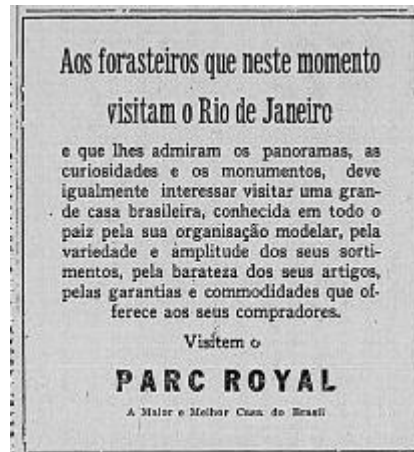 Aos forasteiros que neste momento
visitam o Rio de Janeiro
e que lhes admiram os panoramas, as
curiosidades e os monumentos, deve
igualmente interessar visitar uma gran-
de casa brasileira, conhecida em todo o
paiz pela sua organisação modelar, pela
variedade e amplitude dos seus sorti-
mentos, pela barateza dos seus artigos,
pelas garantias e commodidades que of-
ferece aos seus compradores.
Visitem o
PARC ROYAL
A Maior e Melhor Casa do Brasil